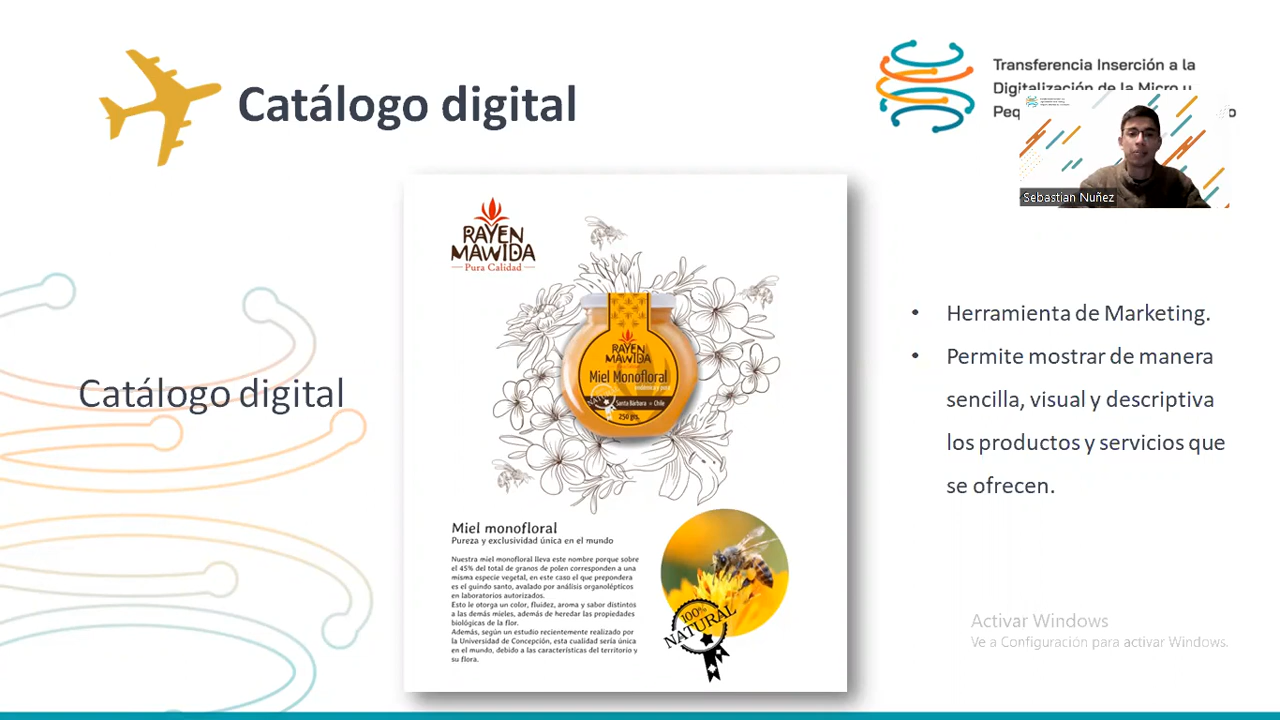 Catálogo digital
Transferencia Inserción a la
Digitalización de la Micro y
Peq
o
Sebastian Nuñez
RAYEN
MAWIDA
Pura Calidad
RAYEN
MAWIDA
Miel Monofloral
Santa Bárbara Chile
250 grs.
Catálogo digital
• Herramienta de Marketing.
• Permite mostrar de manera
sencilla, visual y descriptiva
los productos y servicios que
se ofrecen.
Miel monofloral
Pureza y exclusividad única en el mundo
Nuestra miel monofloral lleva este nombre porque sobre
el 45% del total de granos de polen corresponden a una
misma especie vegetal, en este caso el que prepondera
es el guindo santo, avalado por análisis organolépticos
en laboratorios autorizados.
Esto le otorga un color, fluidez, aroma y sabor distintos
a las demás mieles, además de heredar las propiedades
biológicas de la flor.
Además, según un estudio recientemente realizado por
la Universidad de Concepción, esta cualidad sería única
en el mundo, debido a las características del territorio y
su flora.
100%
NATURAL
Activar Windows
Ve a Configuración para activar Windows.